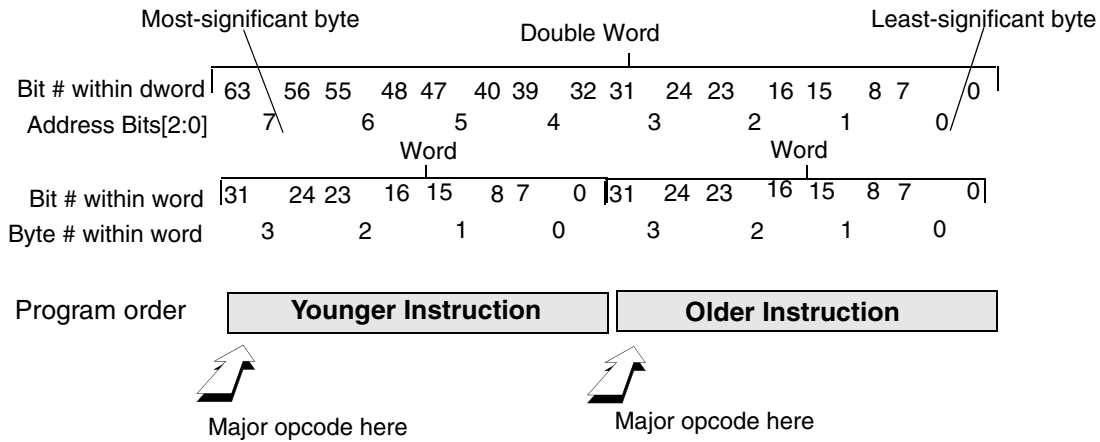 Most-significant byte Least-significant byte
Double Word
Bit # within dword 63 56 55 48 47 40 39 32 31 24 23 16 15 8 7 0
Address Bits[2:0] 7 6 5 4 3 2 1 0
Word Word
Bit # within word 31 24 23 16 15 8 7 0 31 24 23 16 15 8 7 0
Byte # within word 3 2 1 0 3 2 1 0
Program order Younger Instruction Older Instruction
Major opcode here Major opcode here